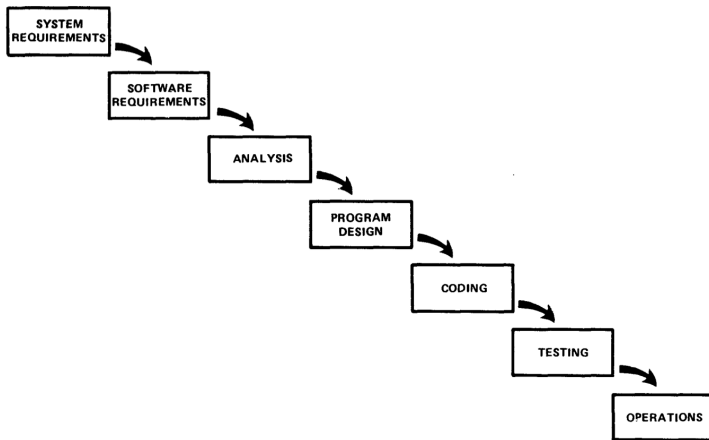 SYSTEM
REQUIREMENTS
SOFTWARE
REQUIREMENTS
ANALYSIS
PROGRAM
DESIGN
CODING
TESTING
OPERATIONS